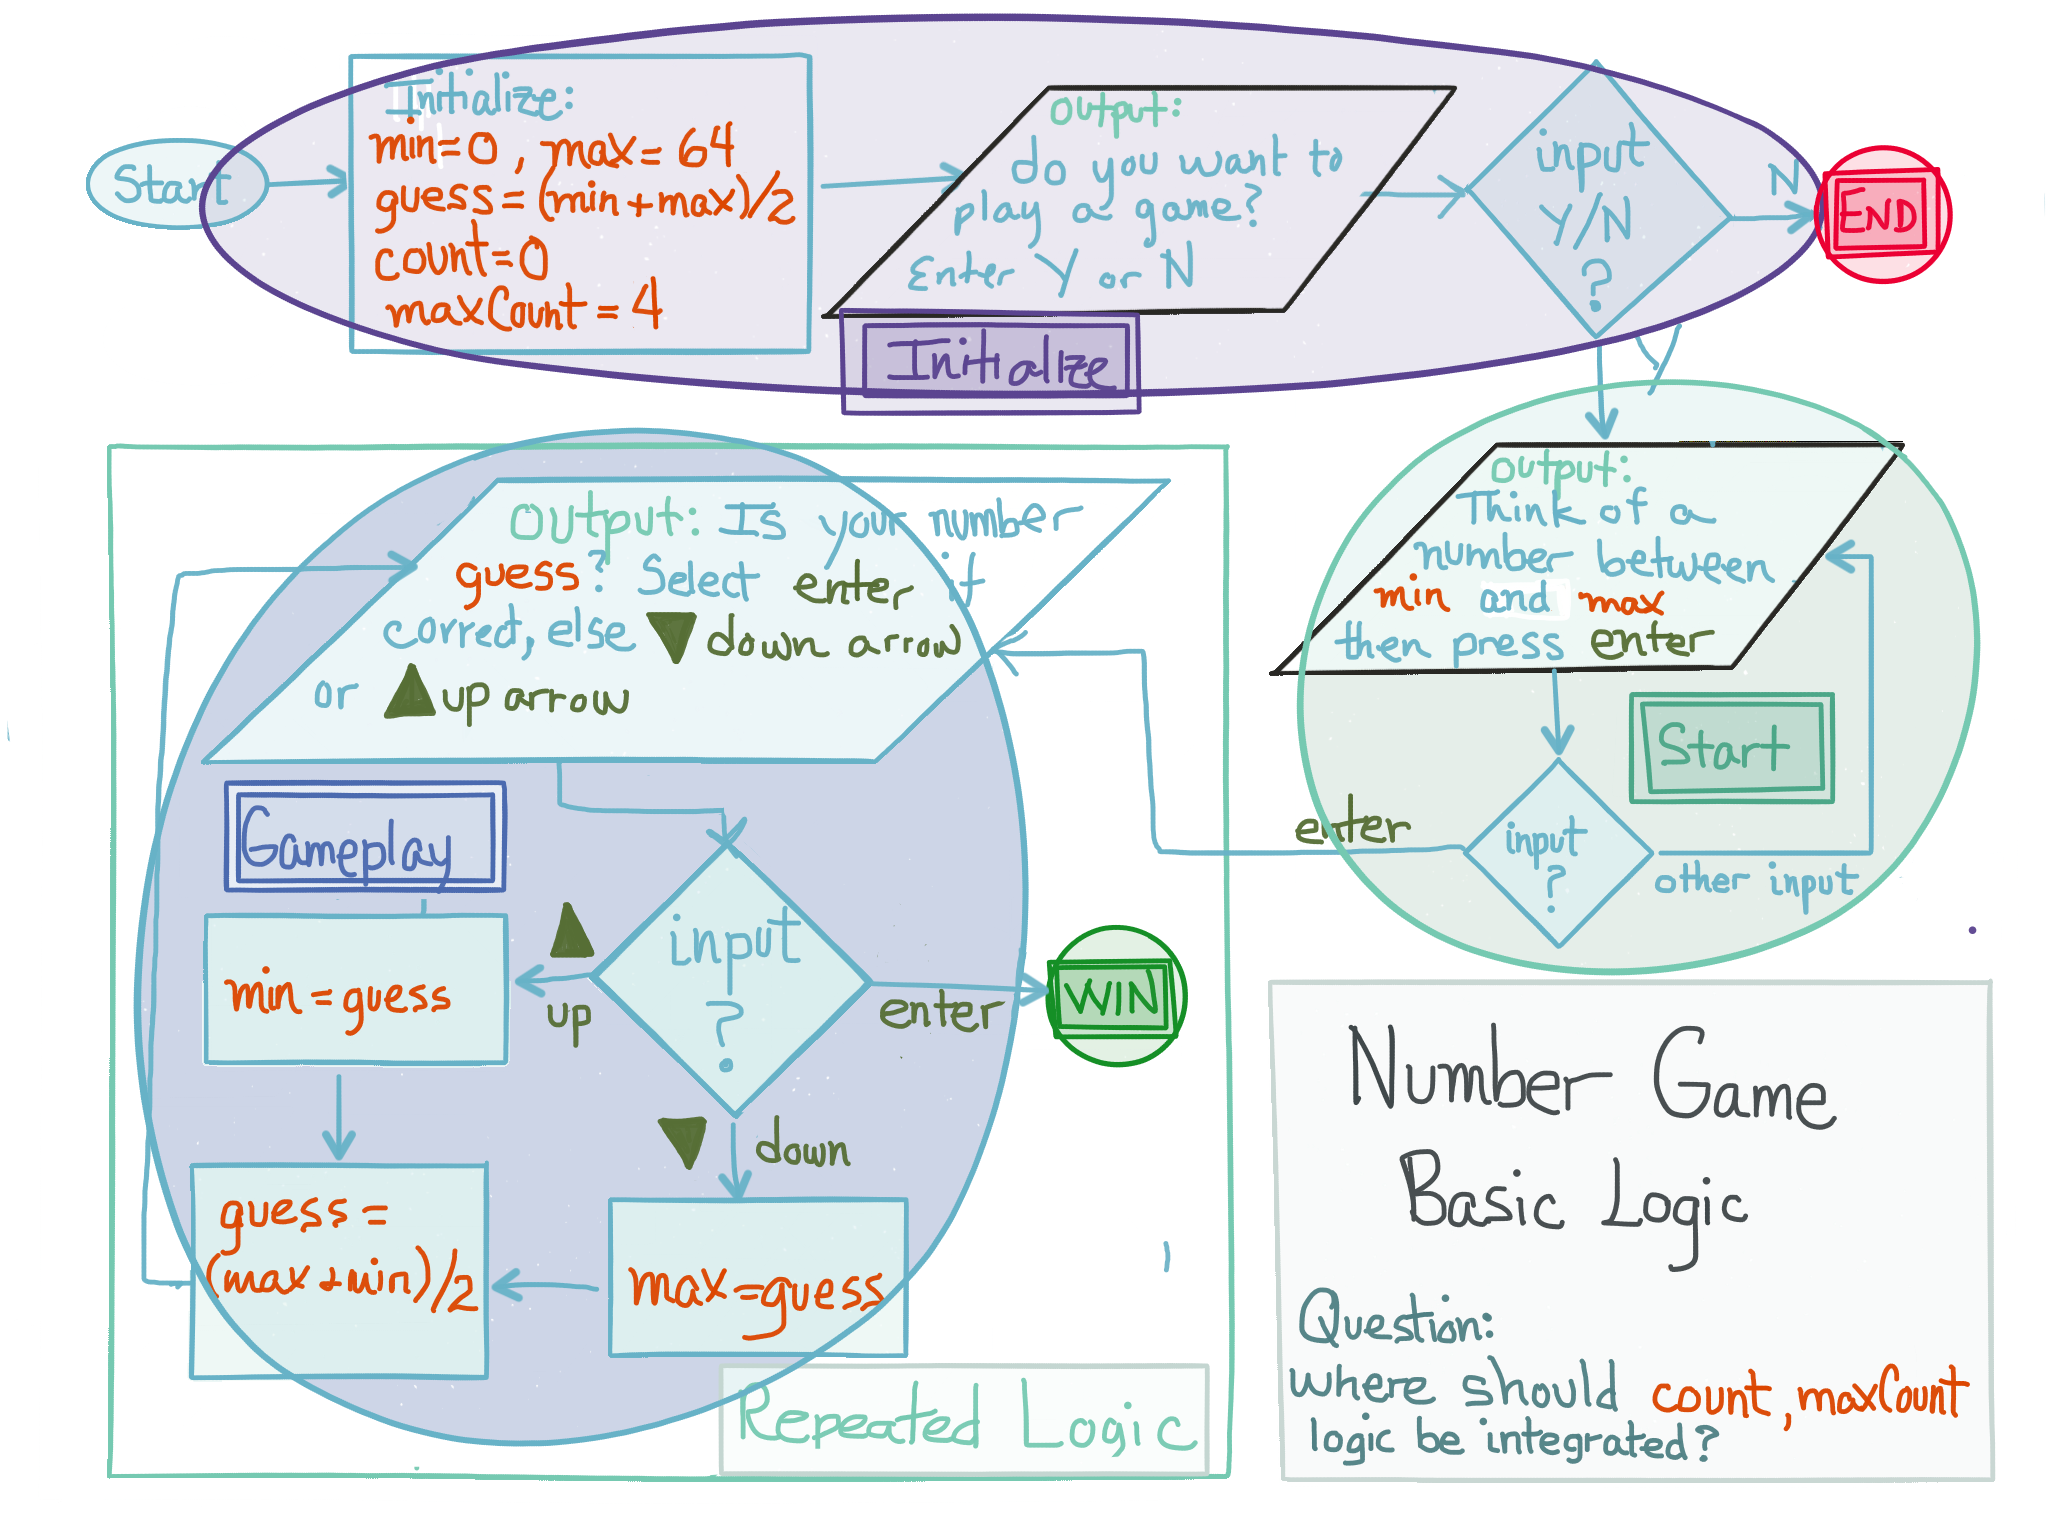 Start
Initialize:
min=0, max=64
guess=(min+max)/2
count=0
maxCount=4
output:
do you want to
play a game?
Enter Y or N
input
Y/N
?
N
END
Initialize
Y
output:
Think of a
number between
min and max
then press enter
Start
input
?
enter
other input
Output: Is your number
guess? Select enter if
correct, else ▼ down arrow
or ▲ up arrow
Gameplay
input
?
▲
up
enter
WIN
min=guess
▼ down
guess=
(max+min)/2
max=guess
Repeated Logic
Number Game
Basic Logic
Question:
where should count, maxCount
logic be integrated?